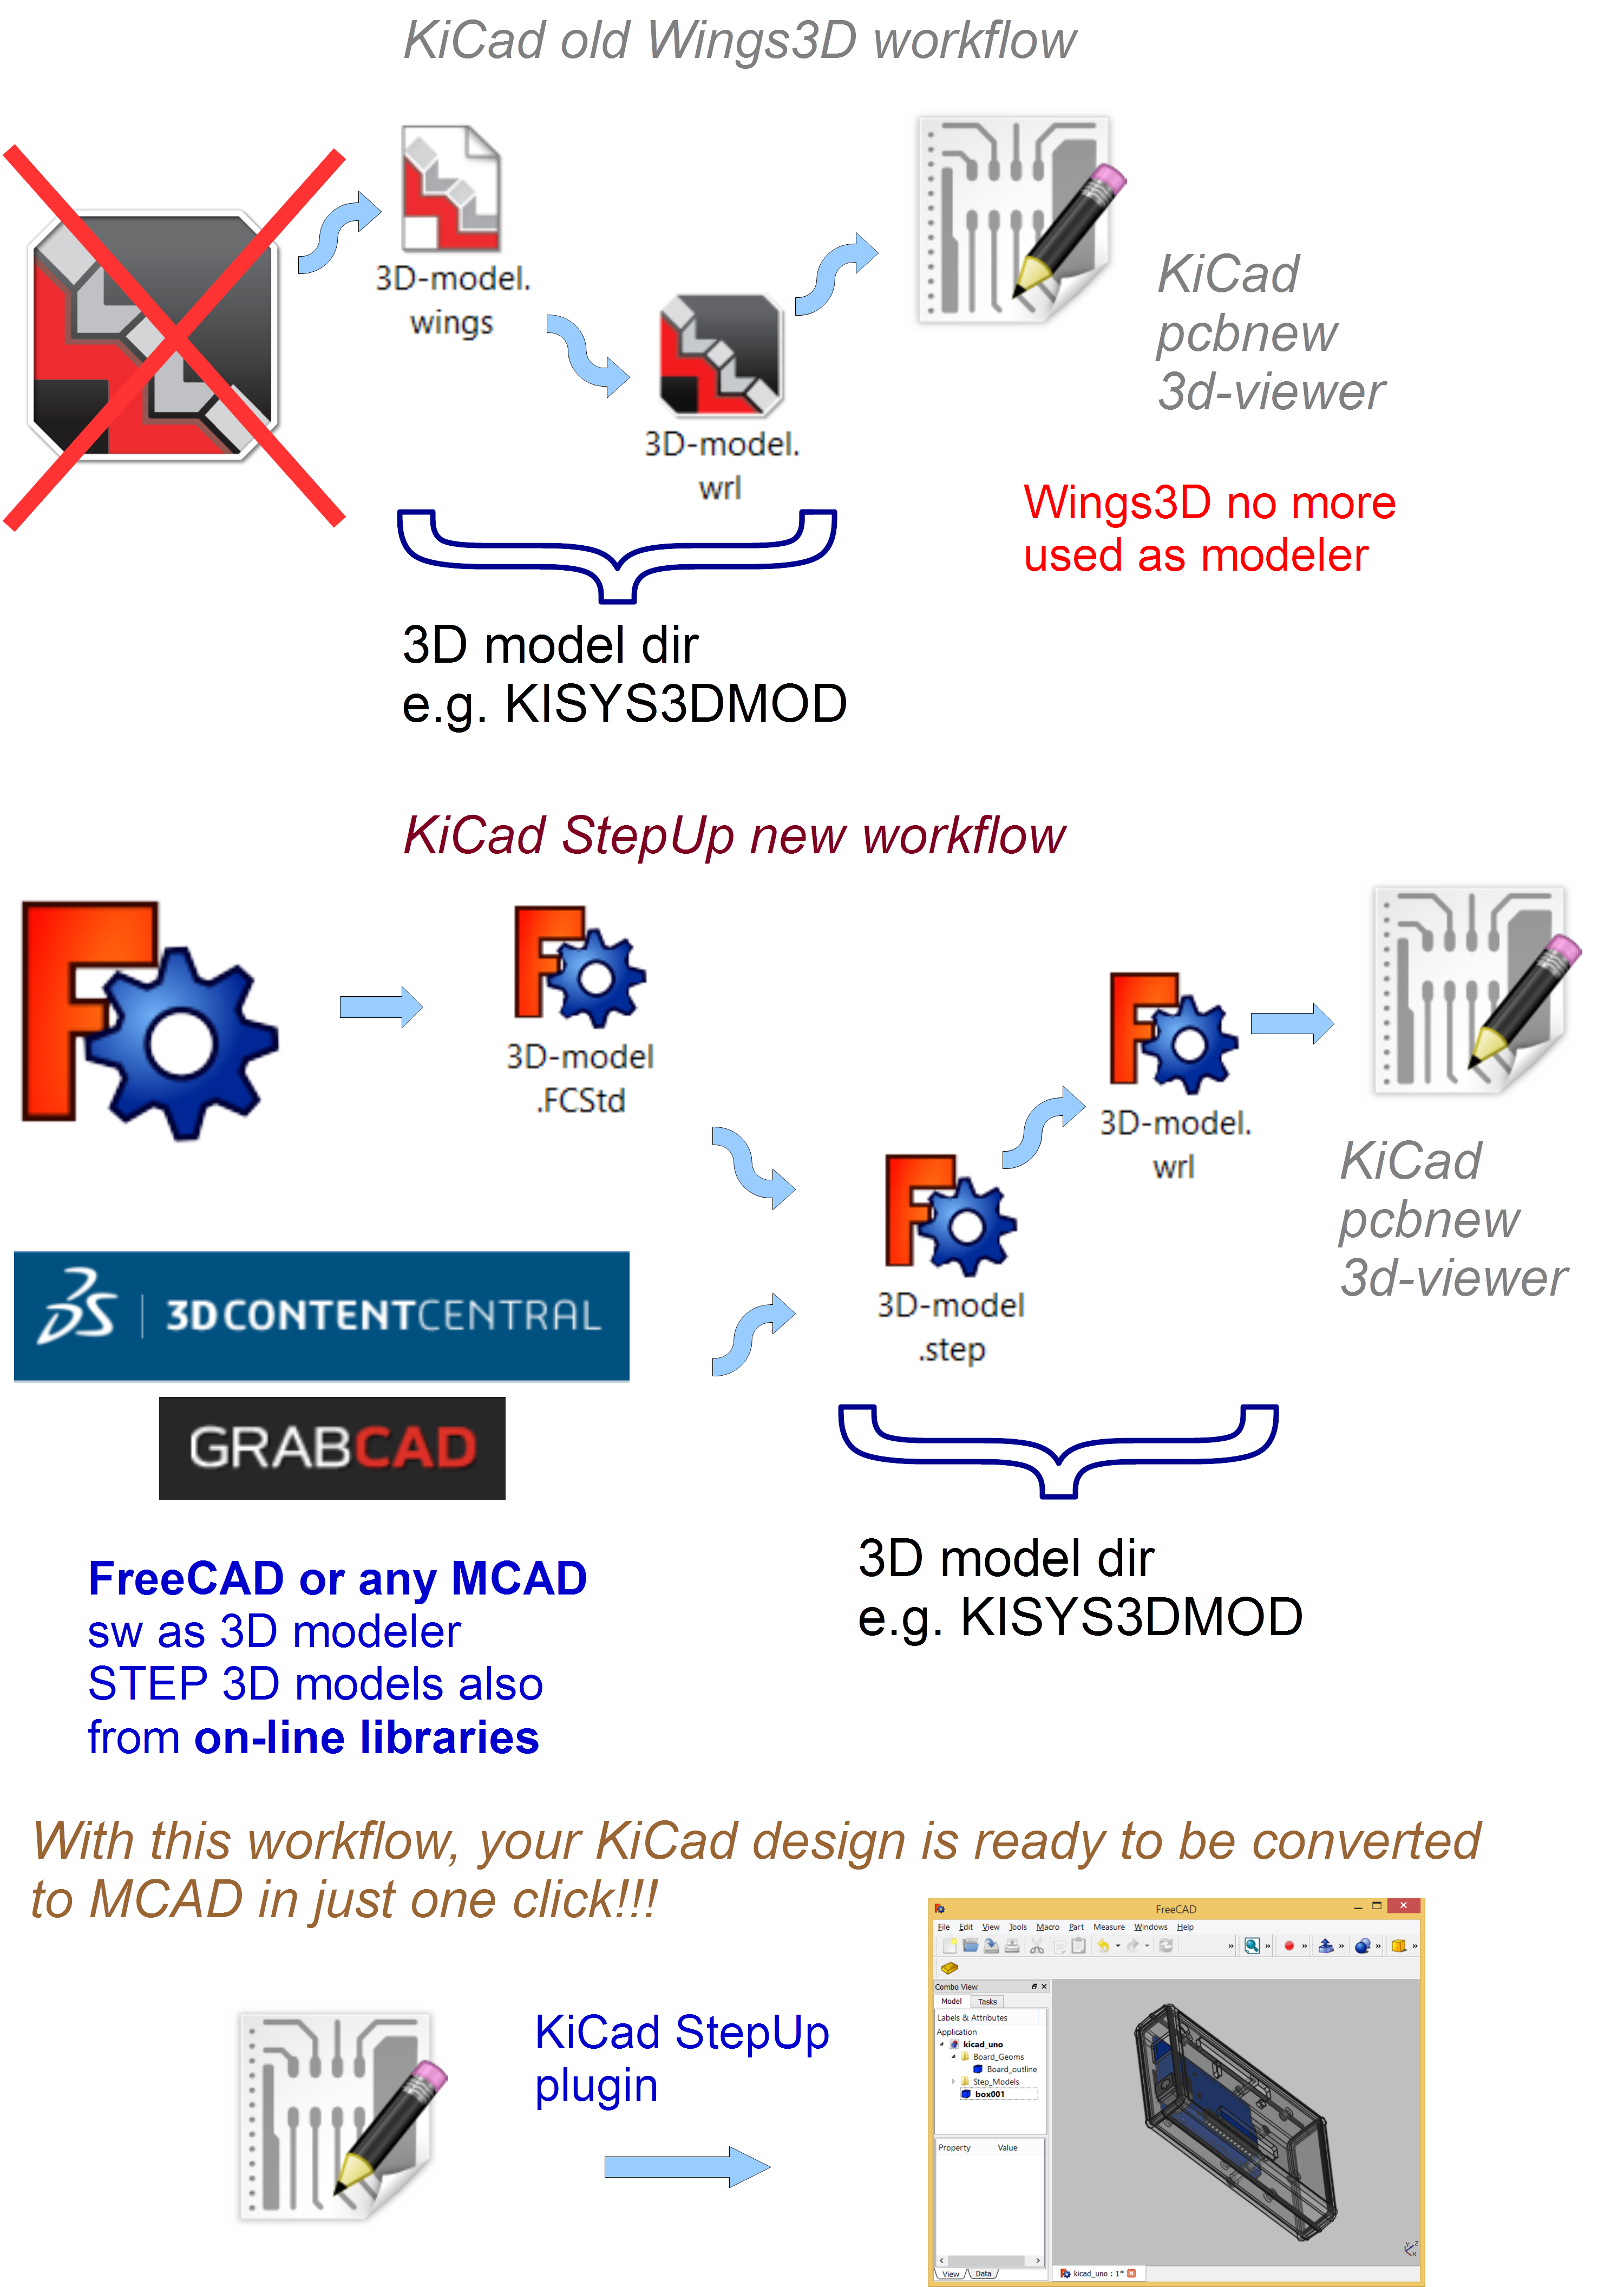 KiCad old Wings3D workflow
3D-model.
wings
3D-model.
wrl
KiCad
pcbnew
3d-viewer
Wings3D no more
used as modeler
3D model dir
e.g. KISYS3DMOD
KiCad StepUp new workflow
3D-model
.FCStd
3D-model.
wrl
KiCad
pcbnew
3d-viewer
3DS | 3DCONTENTCENTRAL
3D-model
.step
GRABCAD
3D model dir
e.g. KISYS3DMOD
FreeCAD or any MCAD
sw as 3D modeler
STEP 3D models also
from on-line libraries
With this workflow, your KiCad design is ready to be converted
to MCAD in just one click!!!
KiCad StepUp
plugin
FreeCAD
File Edit View Tools Macro Part Measure Windows Help
Combo View
Model Tasks
Labels & Attributes
Application
kicad_uno
Board_Geoms
Board_outline
Step_Models
box001
Property Value
View Data
kicad_uno : 1*
Y Z
X